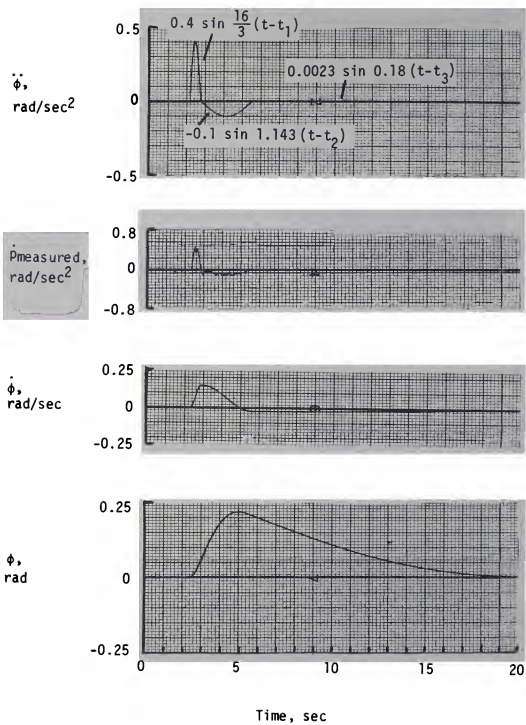 0.5
0.4 sin 16/3 (t-t1)
φ̈,
rad/sec2
0.0023 sin 0.18 (t-t3)
0
-0.1 sin 1.143 (t-t2)
-0.5
Ṗmeasured,
rad/sec2
0.8
0
-0.8
φ̇,
rad/sec
0.25
0
-0.25
φ,
rad
0.25
0
-0.25
0 5 10 15 20
Time, sec